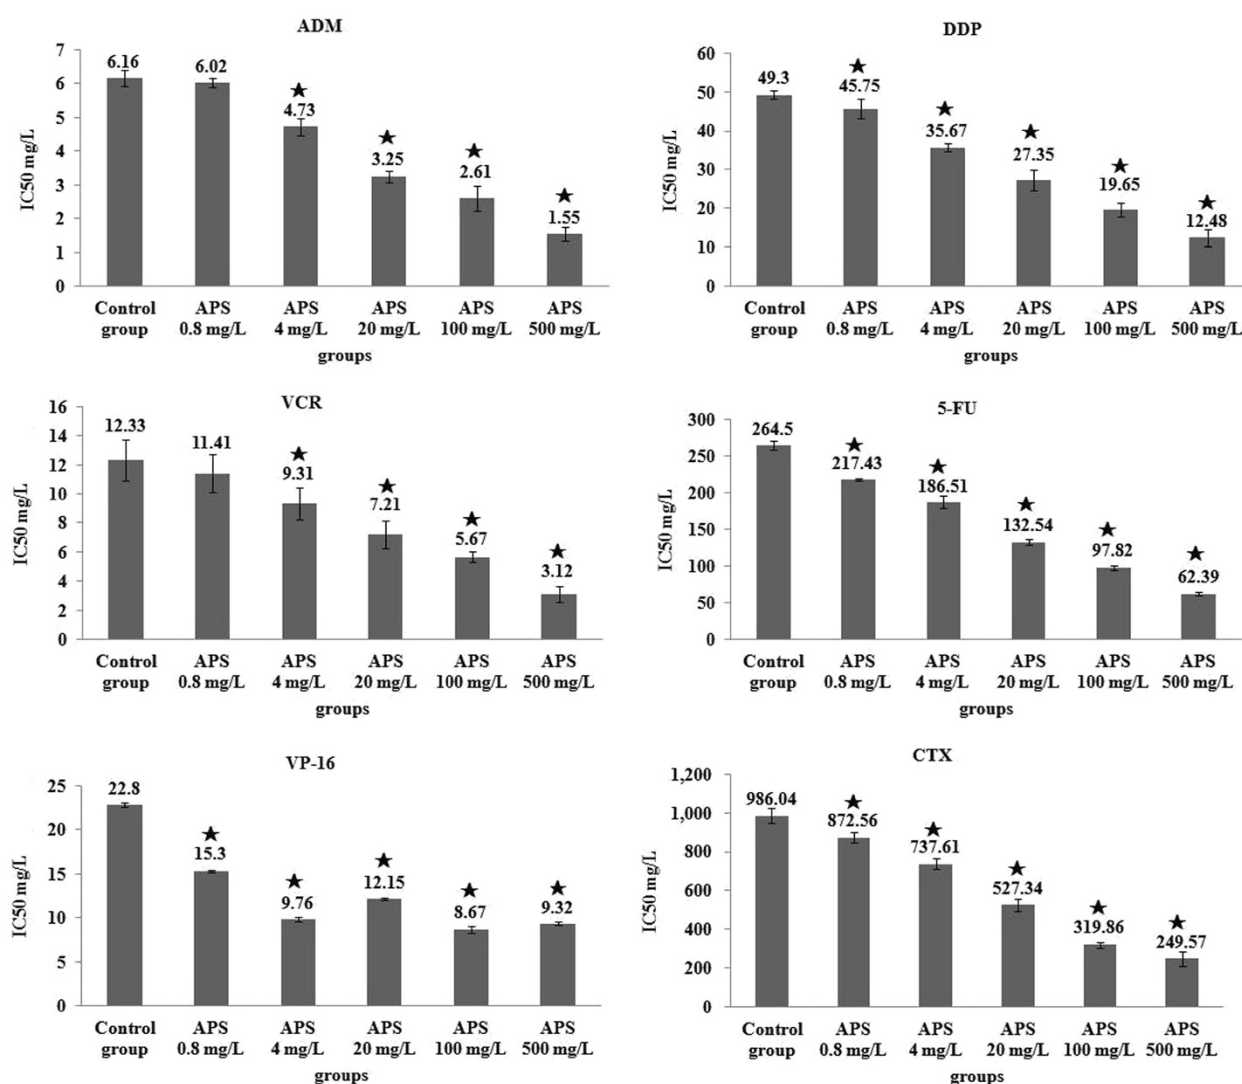 ADM
IC50 mg/L
7
6
5
4
3
2
1
0
6.16
6.02
★
4.73
★
3.25
★
2.61
★
1.55
Control group
APS 0.8 mg/L
APS 4 mg/L
APS 20 mg/L
APS 100 mg/L
APS 500 mg/L
groups
DDP
IC50 mg/L
60
50
40
30
20
10
0
49.3
★
45.75
★
35.67
★
27.35
★
19.65
★
12.48
Control group
APS 0.8 mg/L
APS 4 mg/L
APS 20 mg/L
APS 100 mg/L
APS 500 mg/L
groups
VCR
IC50 mg/L
16
14
12
10
8
6
4
2
0
12.33
11.41
★
9.31
★
7.21
★
5.67
★
3.12
Control group
APS 0.8 mg/L
APS 4 mg/L
APS 20 mg/L
APS 100 mg/L
APS 500 mg/L
groups
5-FU
IC50 mg/L
300
250
200
150
100
50
0
264.5
★
217.43
★
186.51
★
132.54
★
97.82
★
62.39
Control group
APS 0.8 mg/L
APS 4 mg/L
APS 20 mg/L
APS 100 mg/L
APS 500 mg/L
groups
VP-16
IC50 mg/L
25
20
15
10
5
0
22.8
★
15.3
★
9.76
★
12.15
★
8.67
★
9.32
Control group
APS 0.8 mg/L
APS 4 mg/L
APS 20 mg/L
APS 100 mg/L
APS 500 mg/L
groups
CTX
IC50 mg/L
1,200
1,000
800
600
400
200
0
986.04
★
872.56
★
737.61
★
527.34
★
319.86
★
249.57
Control group
APS 0.8 mg/L
APS 4 mg/L
APS 20 mg/L
APS 100 mg/L
APS 500 mg/L
groups